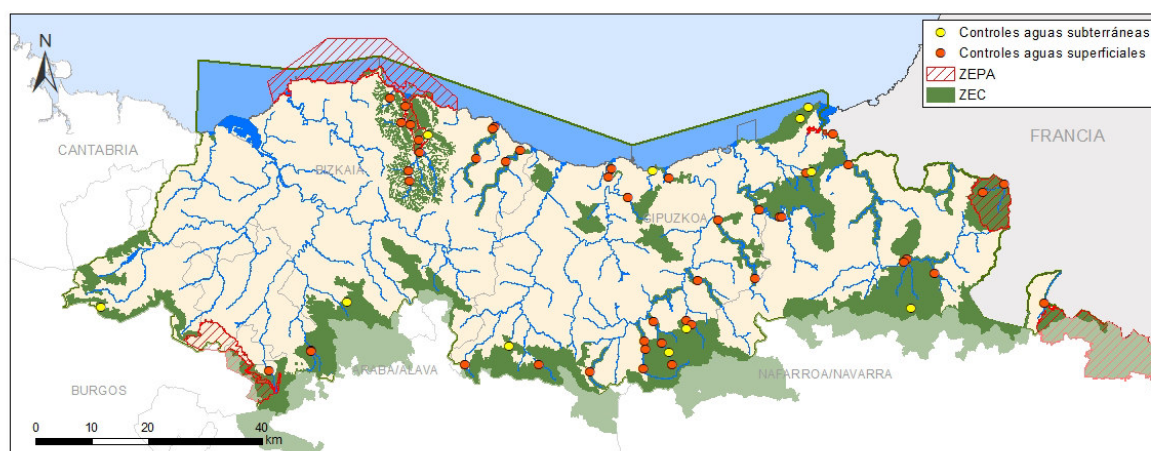 N
Controles aguas subterráneas
Controles aguas superficiales
ZEPA
ZEC
FRANCIA
CANTABRIA
BIZKAIA
GIPUZKOA
ARABA/ALAVA
NAFARROA/NAVARRA
BURGOS
0 20 40
km